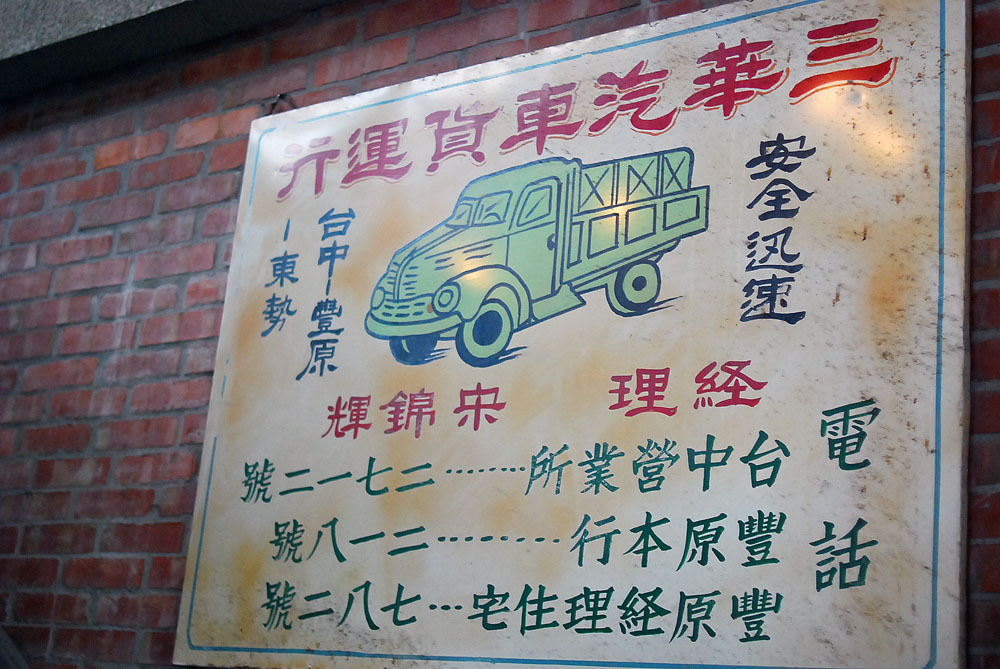 三華汽車貨運行
安全迅速
台中–豐原
–東勢
経理 宋錦輝
電話
台中營業所………二七一二號
豐原本行………二一八號
豐原経理住宅…七八二號